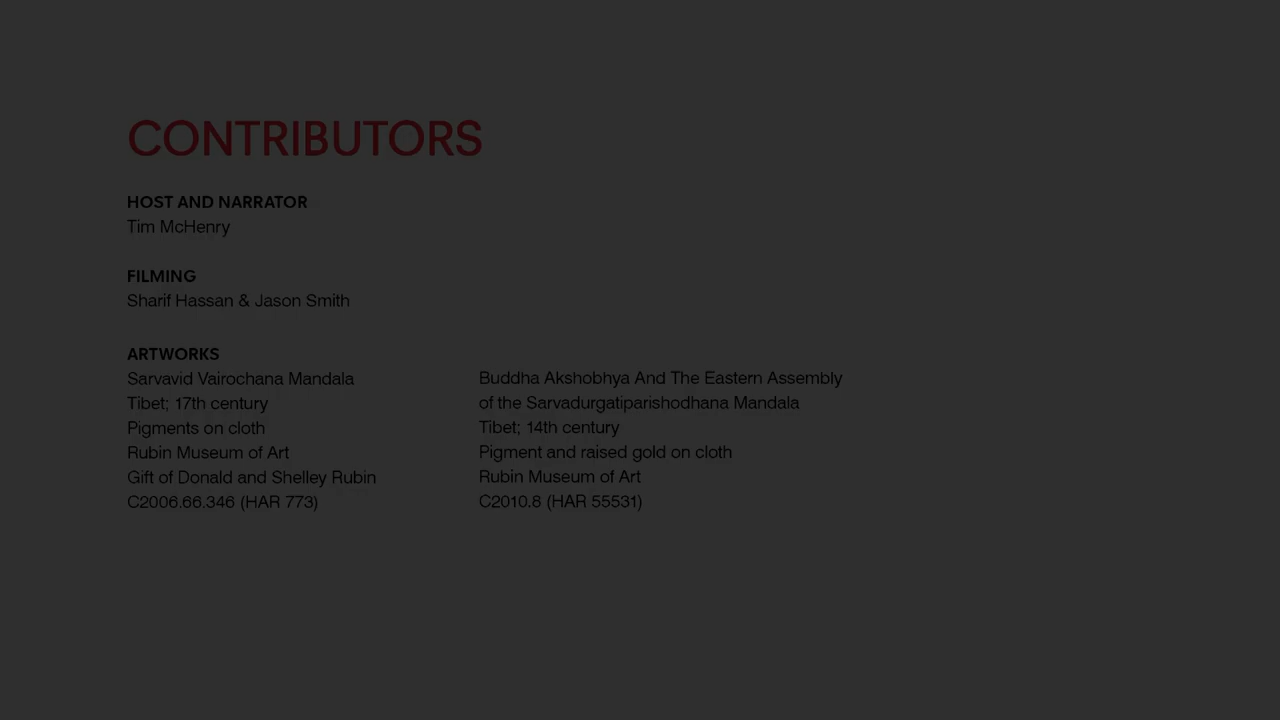 CONTRIBUTORS
HOST AND NARRATOR
Tim McHenry
FILMING
Sharif Hassan & Jason Smith
ARTWORKS
Sarvavid Vairochana Mandala
Tibet; 17th century
Pigments on cloth
Rubin Museum of Art
Gift of Donald and Shelley Rubin
C2006.66.346 (HAR 773)
Buddha Akshobhya And The Eastern Assembly
of the Sarvadurgatiparishodhana Mandala
Tibet; 14th century
Pigment and raised gold on cloth
Rubin Museum of Art
C2010.8 (HAR 55531)